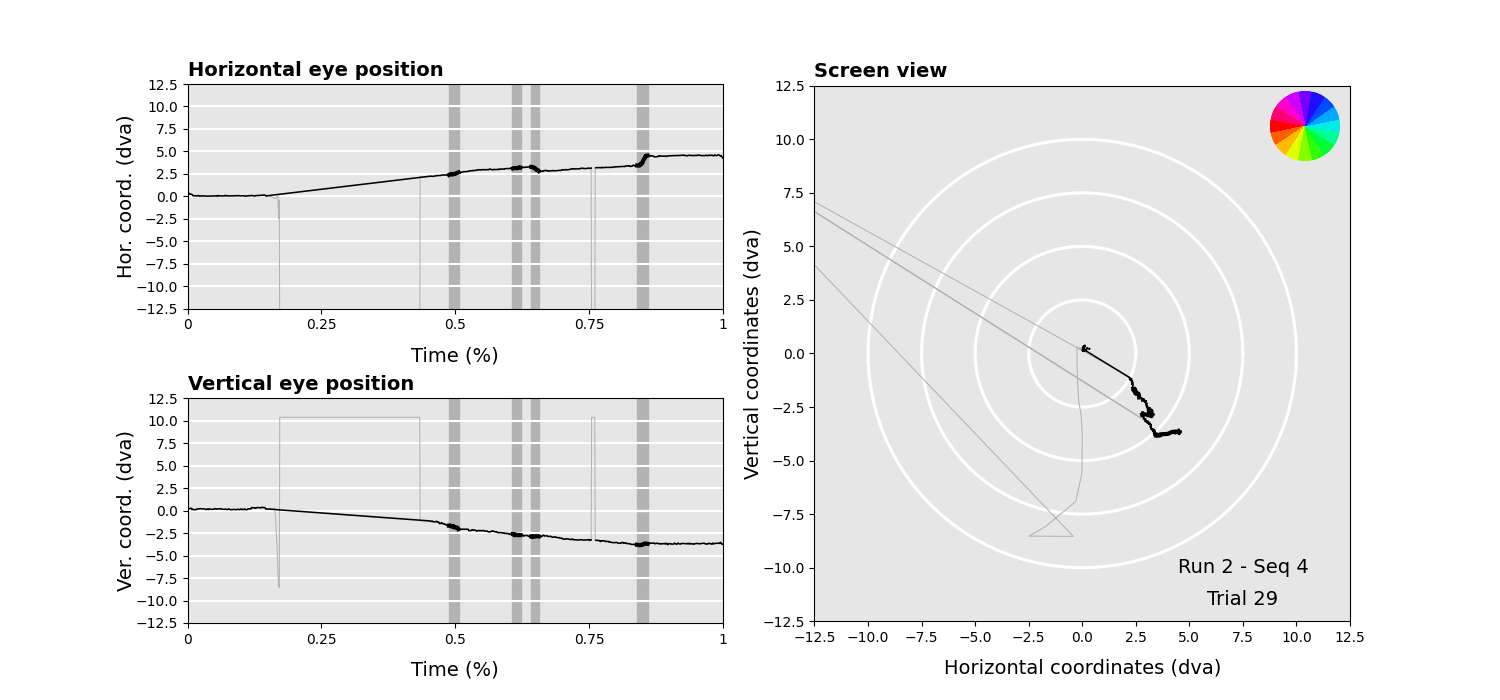 Horizontal eye position
12.5
10.0
7.5
5.0
2.5
0.0
−2.5
−5.0
−7.5
−10.0
−12.5
Hor. coord. (dva)
0 0.25 0.5 0.75 1
Time (%)
Vertical eye position
12.5
10.0
7.5
5.0
2.5
0.0
−2.5
−5.0
−7.5
−10.0
−12.5
Ver. coord. (dva)
0 0.25 0.5 0.75 1
Time (%)
Screen view
12.5
10.0
7.5
5.0
2.5
0.0
−2.5
−5.0
−7.5
−10.0
−12.5
Vertical coordinates (dva)
Run 2 - Seq 4
Trial 29
−12.5 −10.0 −7.5 −5.0 −2.5 0.0 2.5 5.0 7.5 10.0 12.5
Horizontal coordinates (dva)